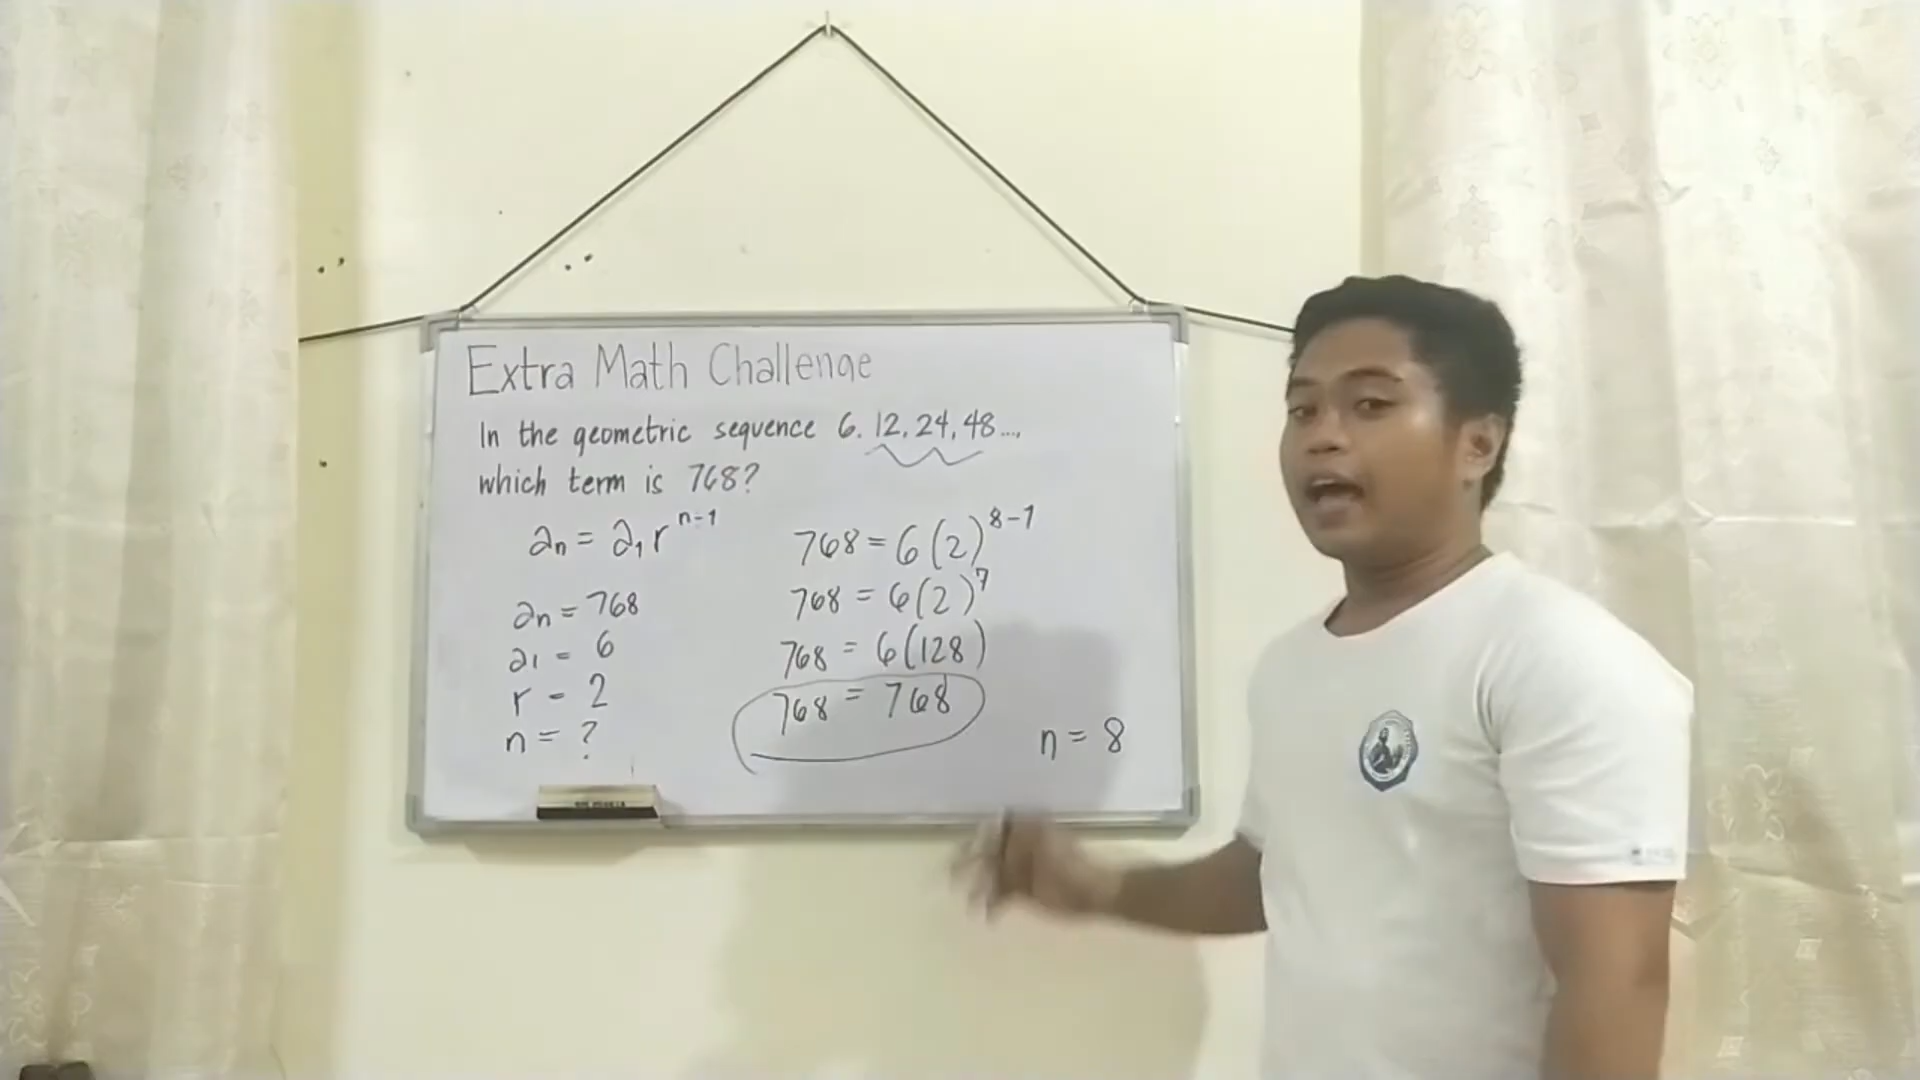 Extra Math Challenge
In the geometric sequence 6. 12, 24, 48...,
which term is 768?
an = a1 r^n-1
an = 768
a1 = 6
r = 2
n = ?
768 = 6(2)^8-1
768 = 6(2)^7
768 = 6(128)
768 = 768
n = 8